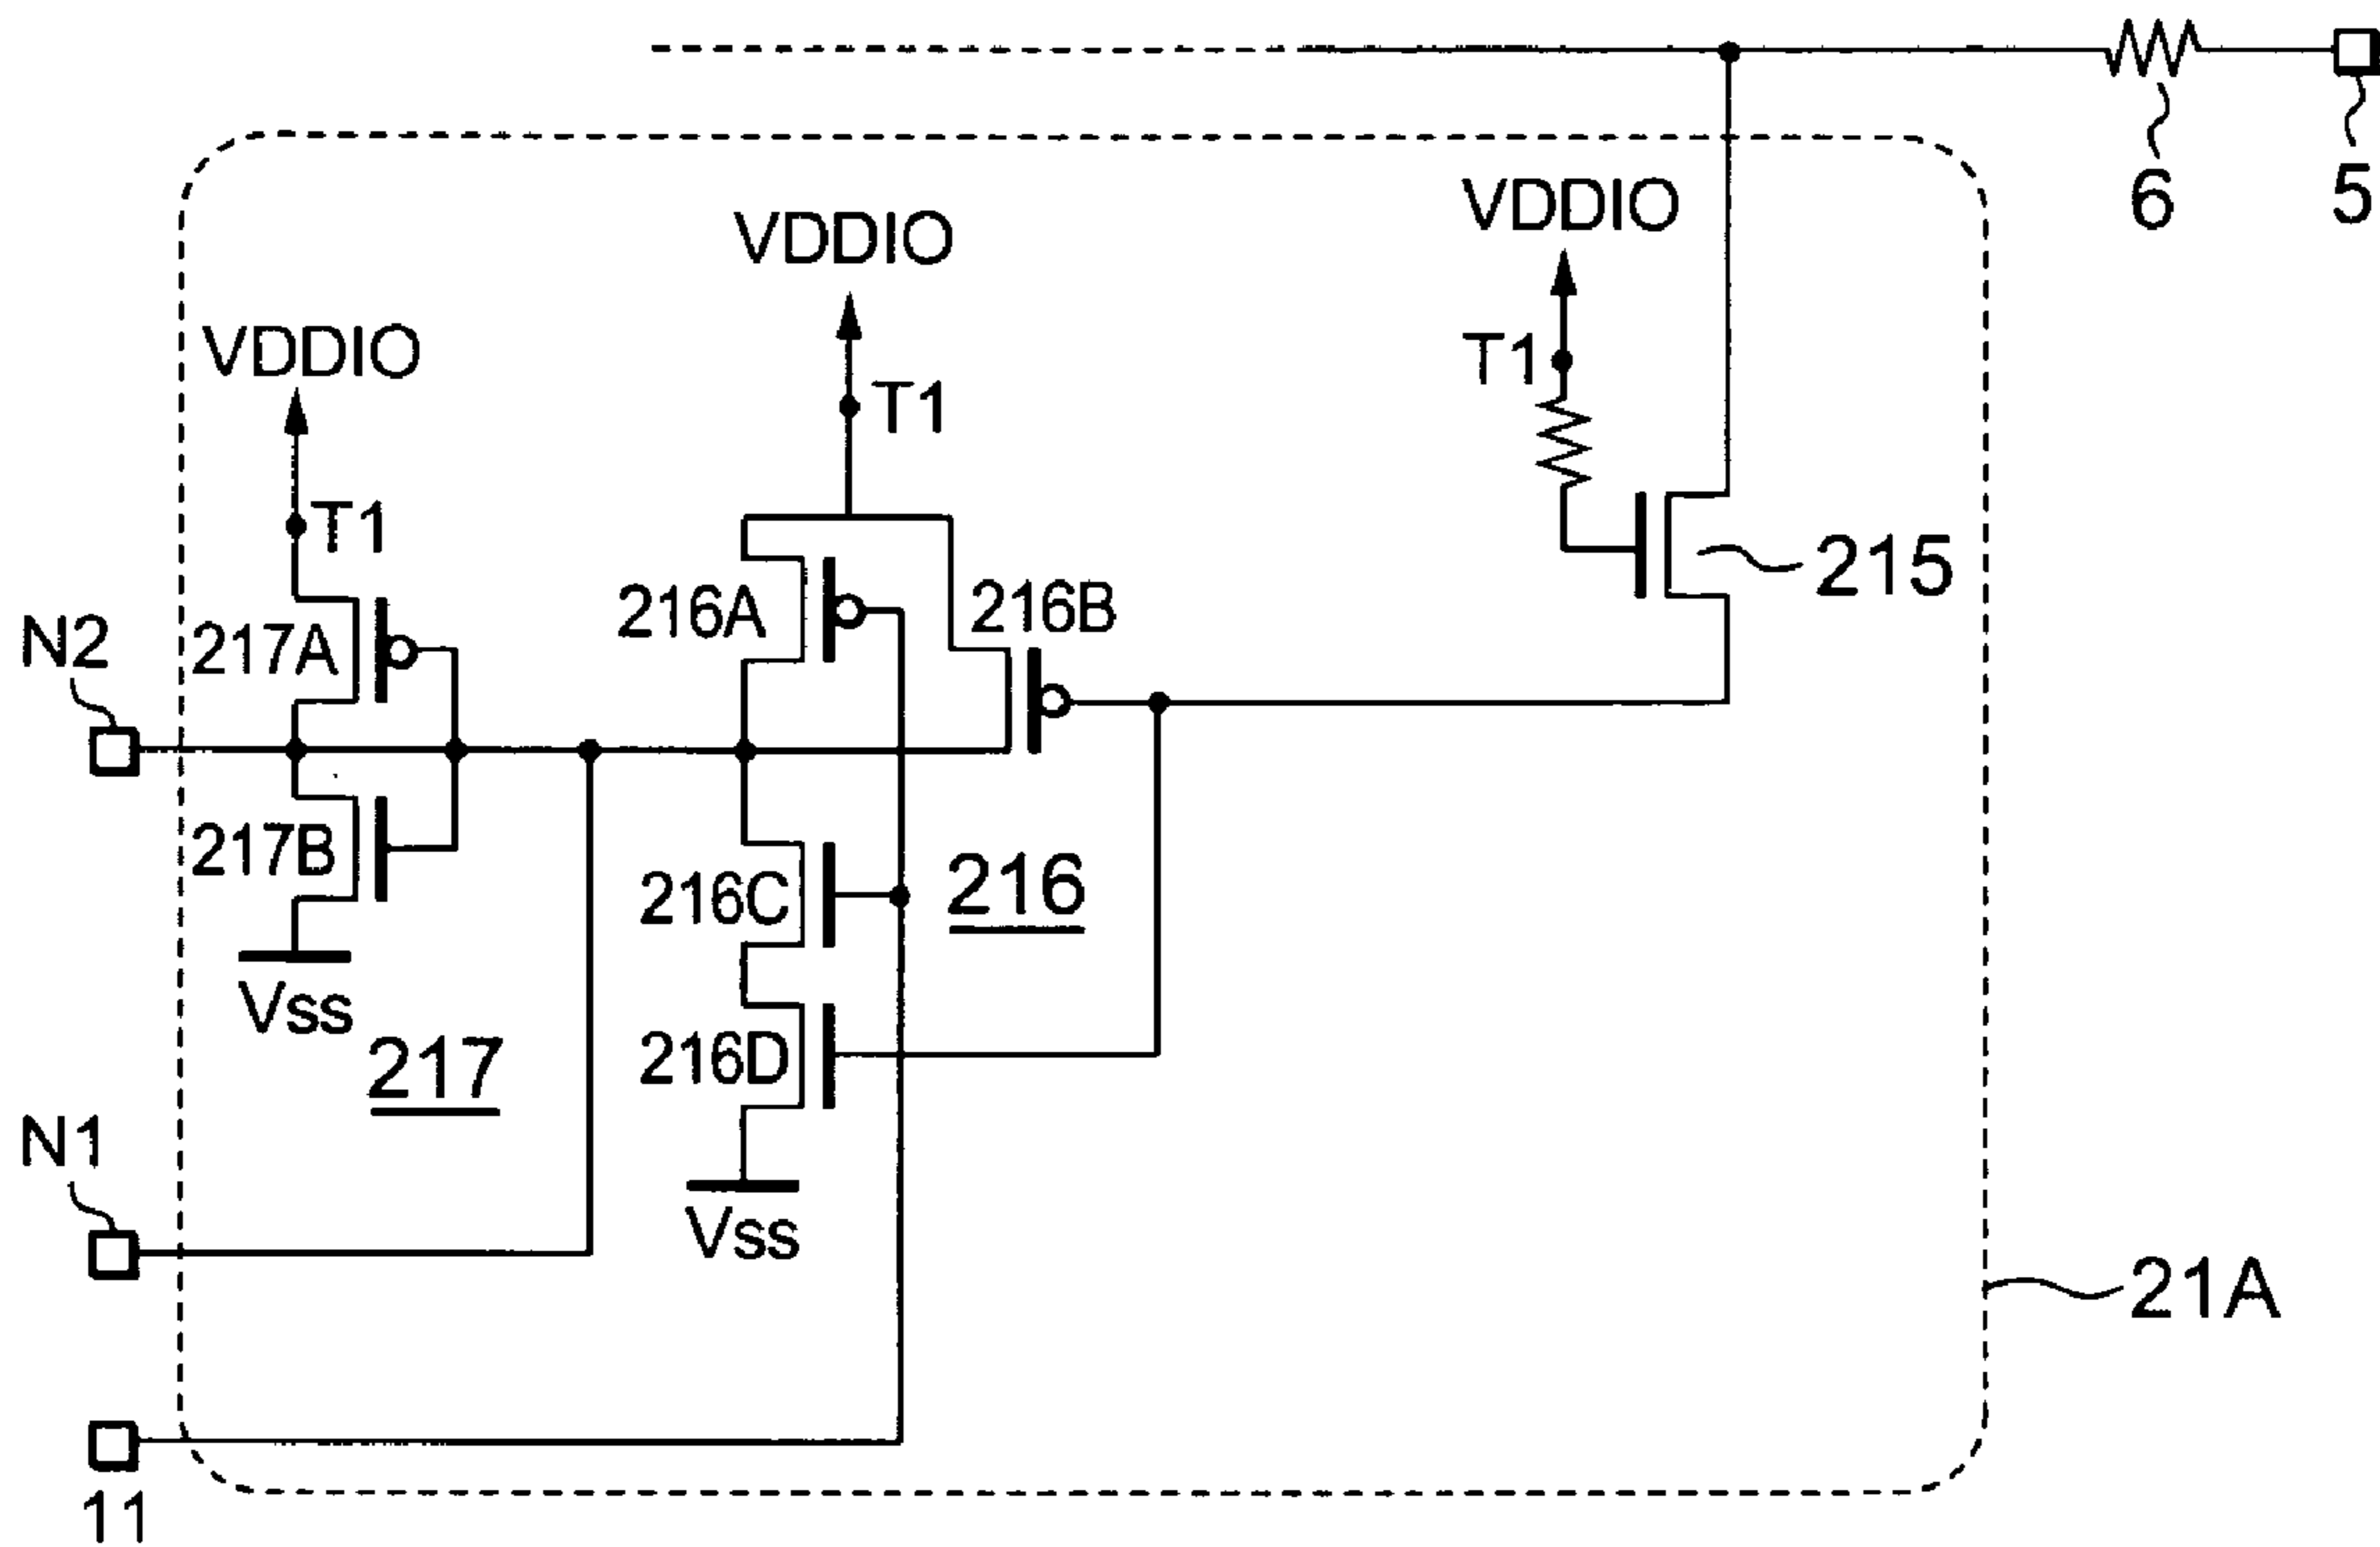 6
5
VDDIO
VDDIO
VDDIO
T1
T1
T1
215
216A
216B
N2
217A
217B
216C
216
Vss
216D
217
N1
Vss
21A
11